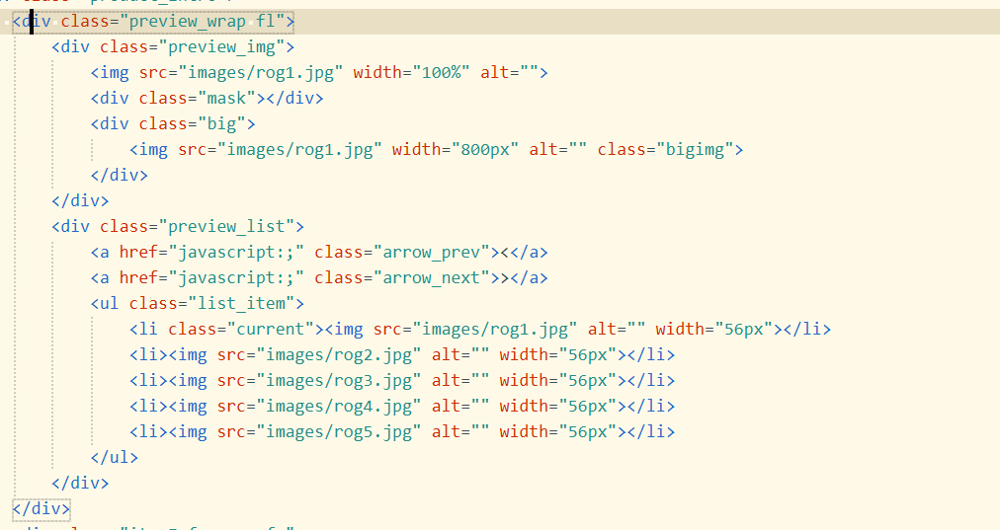 <div class="preview_wrap fl">
<div class="preview_img">
<img src="images/rog1.jpg" width="100%" alt="">
<div class="mask"></div>
<div class="big">
<img src="images/rog1.jpg" width="800px" alt="" class="bigimg">
</div>
</div>
<div class="preview_list">
<a href="javascript:;" class="arrow_prev"><</a>
<a href="javascript:;" class="arrow_next">></a>
<ul class="list_item">
<li class="current"><img src="images/rog1.jpg" alt="" width="56px"></li>
<li><img src="images/rog2.jpg" alt="" width="56px"></li>
<li><img src="images/rog3.jpg" alt="" width="56px"></li>
<li><img src="images/rog4.jpg" alt="" width="56px"></li>
<li><img src="images/rog5.jpg" alt="" width="56px"></li>
</ul>
</div>
</div>